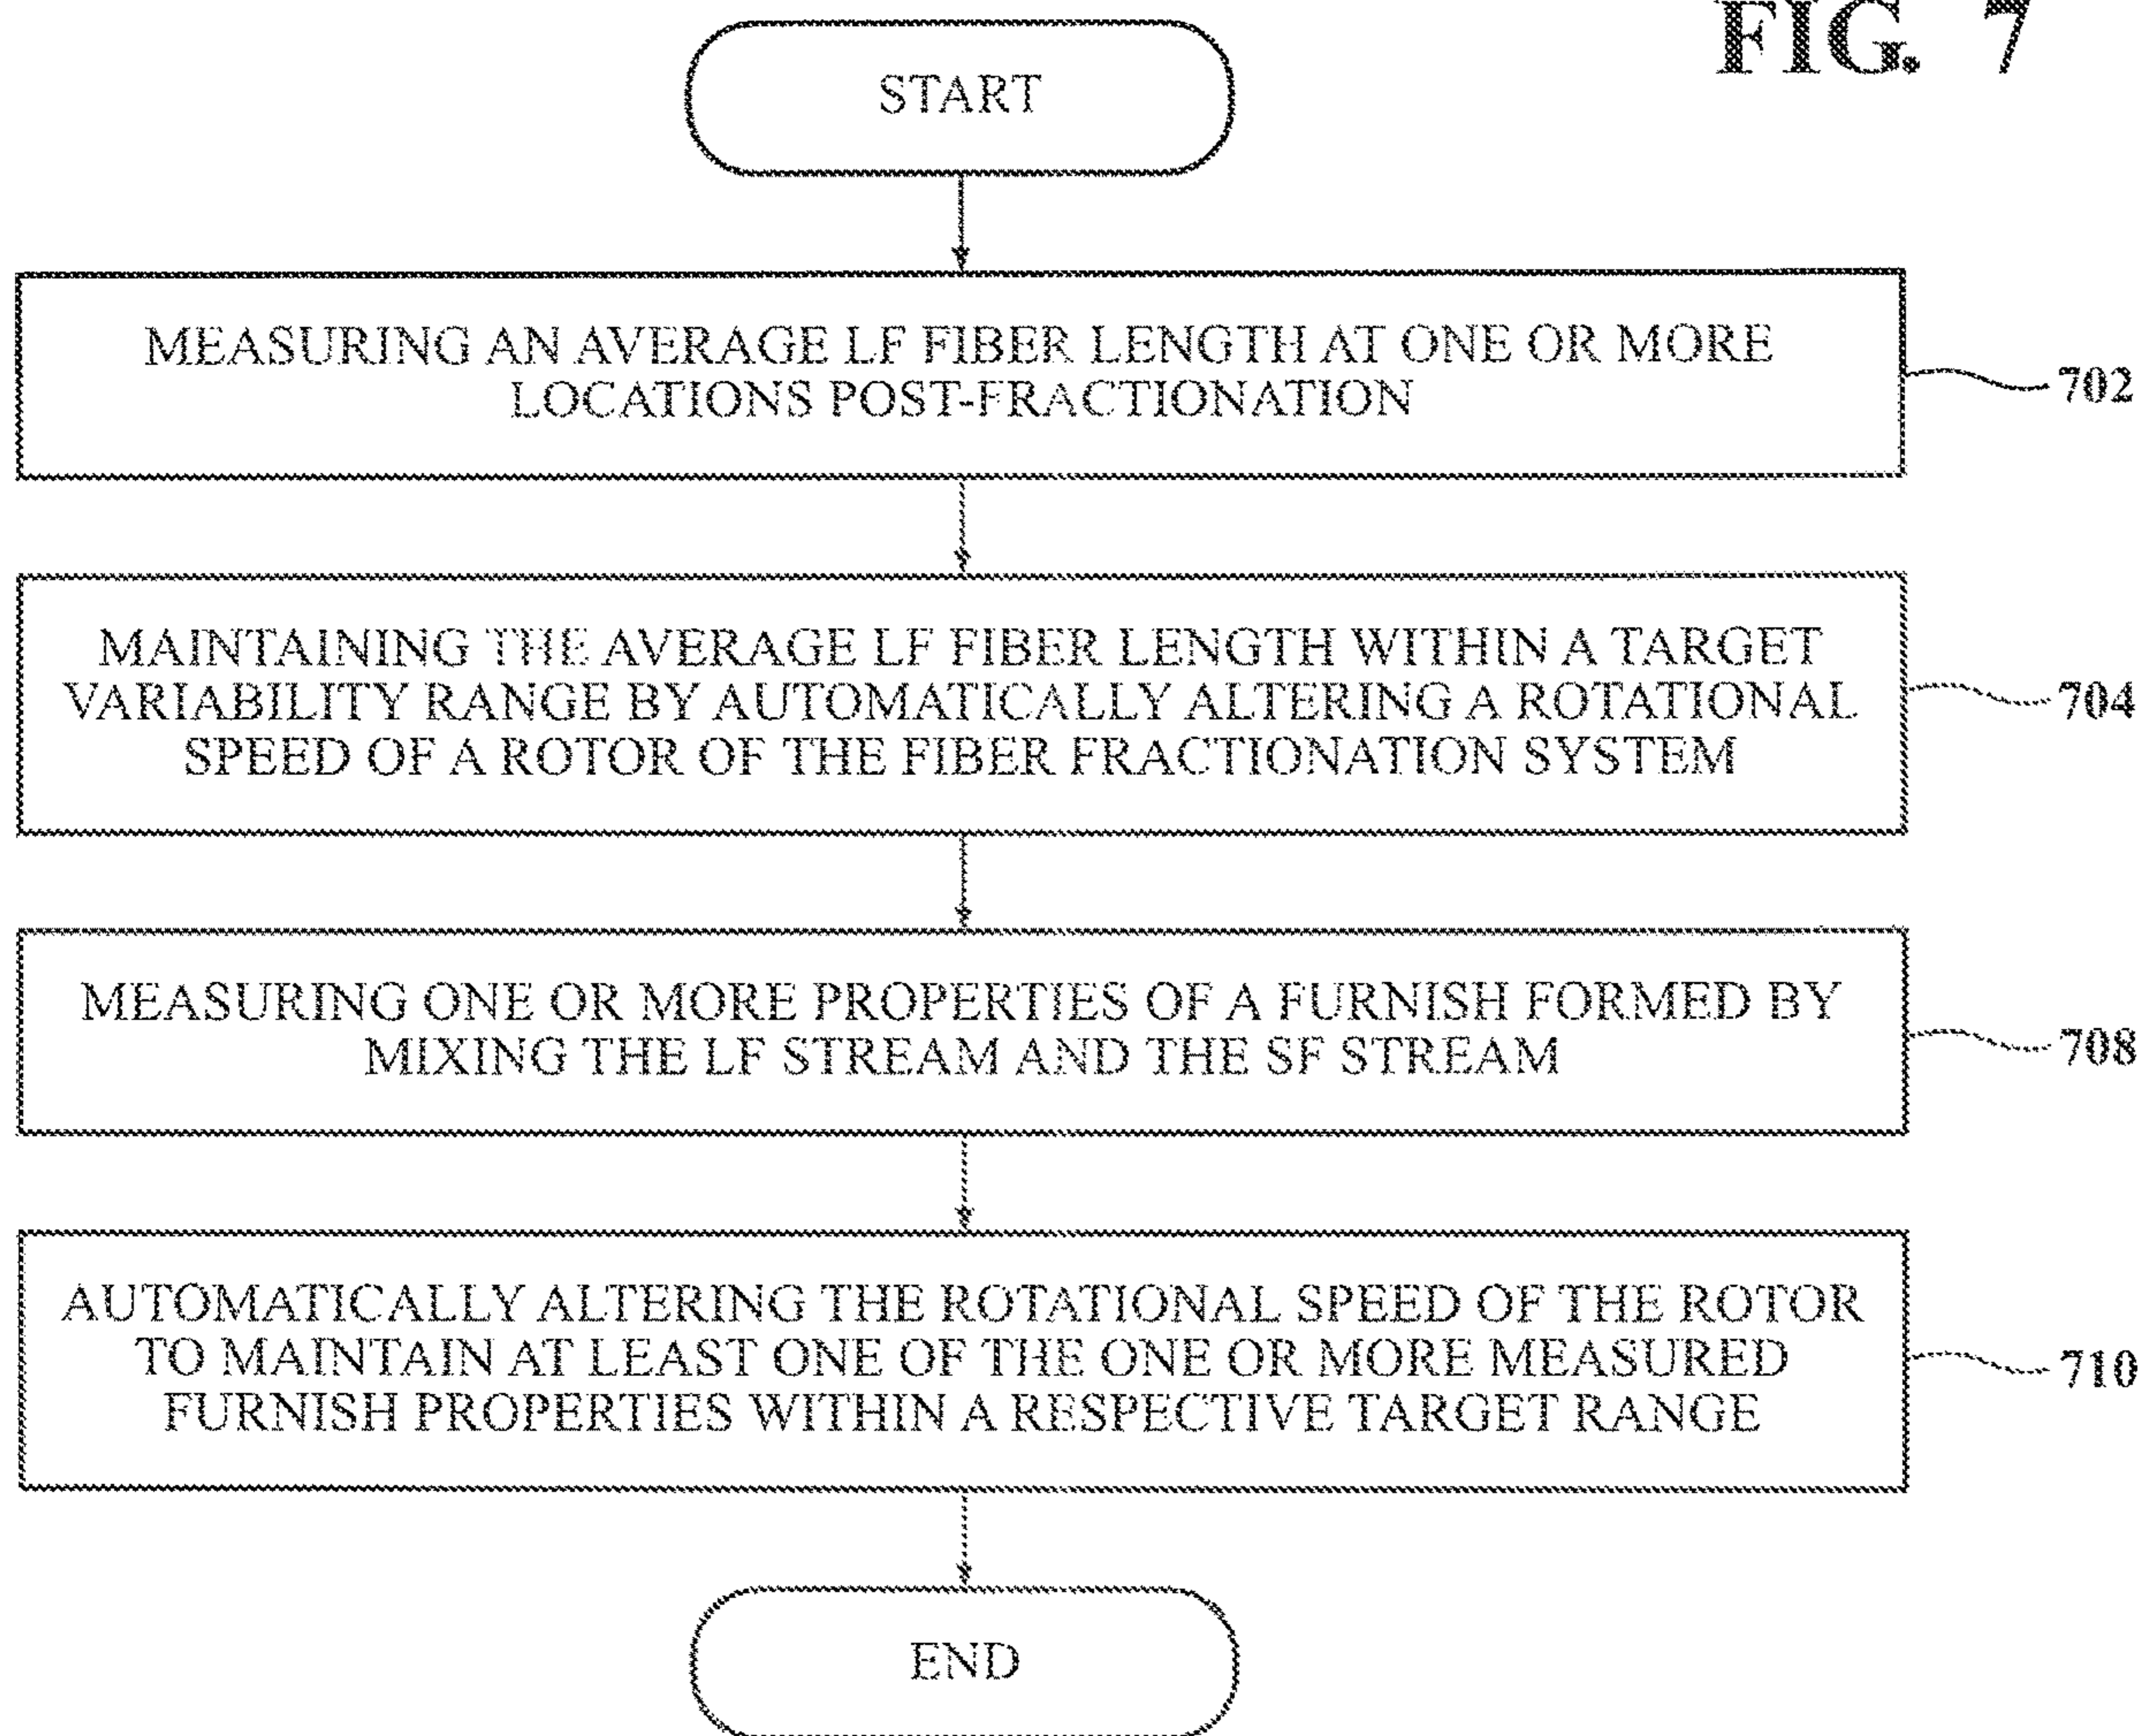 FIG. 7
START
MEASURING AN AVERAGE LF FIBER LENGTH AT ONE OR MORE
LOCATIONS POST-FRACTIONATION
702
MAINTAINING THE AVERAGE LF FIBER LENGTH WITHIN A TARGET
VARIABILITY RANGE BY AUTOMATICALLY ALTERING A ROTATIONAL
SPEED OF A ROTOR OF THE FIBER FRACTIONATION SYSTEM
704
MEASURING ONE OR MORE PROPERTIES OF A FURNISH FORMED BY
MIXING THE LF STREAM AND THE SF STREAM
708
AUTOMATICALLY ALTERING THE ROTATIONAL SPEED OF THE ROTOR
TO MAINTAIN AT LEAST ONE OF THE ONE OR MORE MEASURED
FURNISH PROPERTIES WITHIN A RESPECTIVE TARGET RANGE
710
END